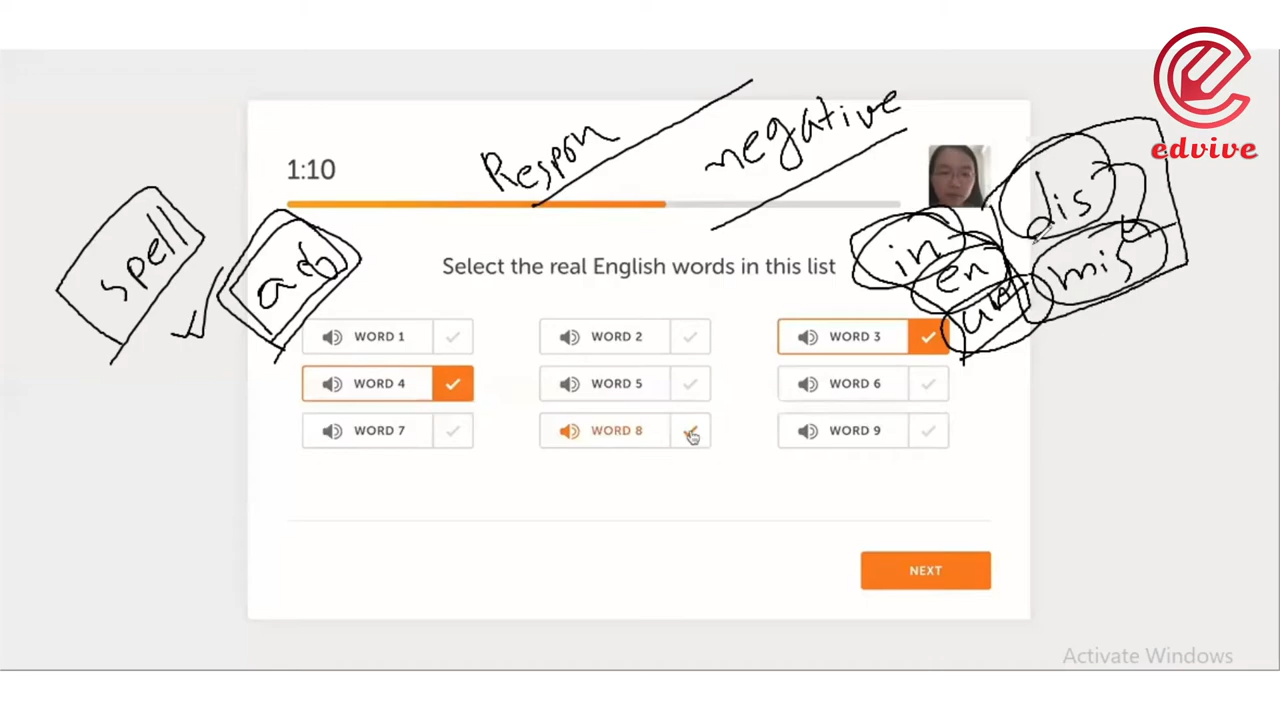 edvive
Respon
negative
1:10
dis
spell
ad
in
en
mis
Select the real English words in this list
WORD 1
WORD 2
WORD 3
WORD 4
WORD 5
WORD 6
WORD 7
WORD 8
WORD 9
NEXT
Activate Windows